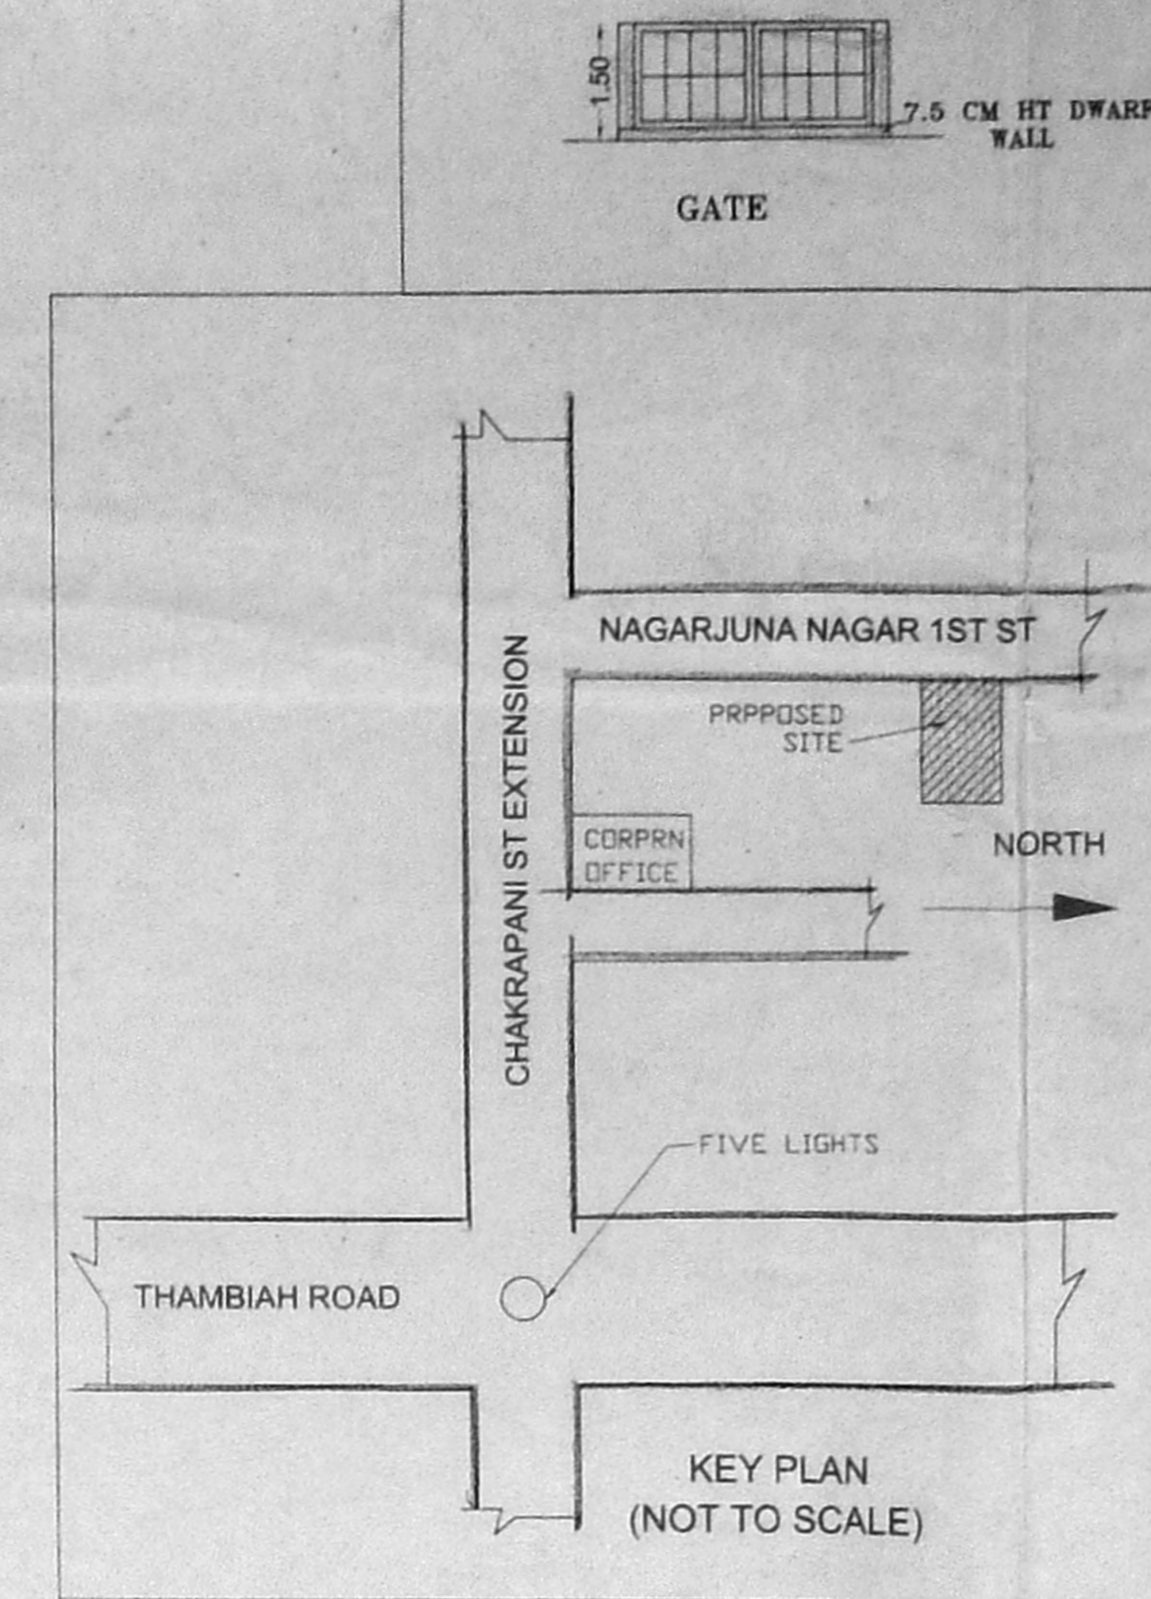 1.50
7.5 CM HT DWARF
WALL
GATE
NAGARJUNA NAGAR 1ST ST
PRPPOSED
SITE
CHAKRAPANI ST EXTENSION
CORPRN
OFFICE
NORTH
FIVE LIGHTS
THAMBIAH ROAD
KEY PLAN
(NOT TO SCALE)